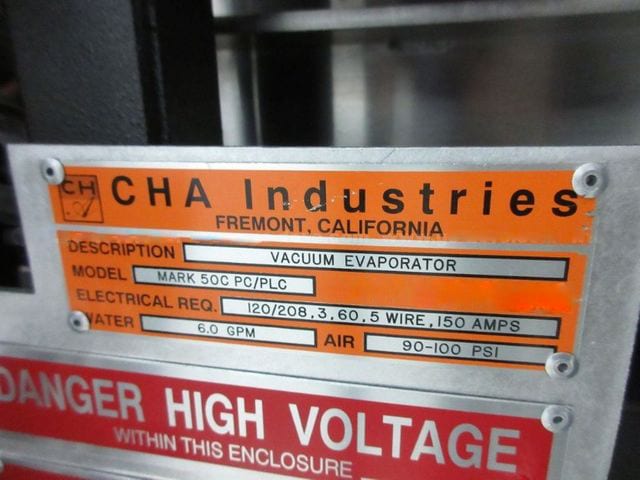 CH
CHA Industries
FREMONT, CALIFORNIA
DESCRIPTION VACUUM EVAPORATOR
MODEL MARK 50C PC/PLC
ELECTRICAL REQ. 120/208,3,60,5 WIRE,150 AMPS
WATER 6.0 GPM AIR 90-100 PSI
DANGER HIGH VOLTAGE
WITHIN THIS ENCLOSURE